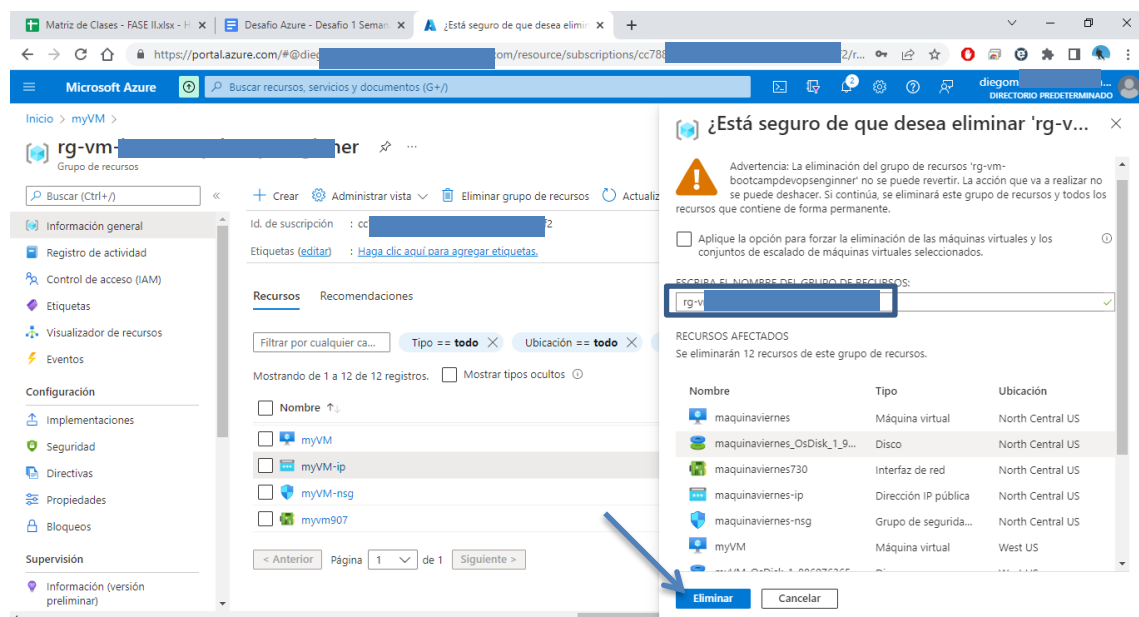 Matriz de Clases - FASE II.xlsx - H
Desafio Azure - Desafio 1 Seman
¿Está seguro de que desea elimin
https://portal.azure.com/#@dieg
om/resource/subscriptions/cc788
2/r...
Microsoft Azure
Buscar recursos, servicios y documentos (G+/)
2
diegom
...
DIRECTORIO PREDETERMINADO
Inicio > myVM >
rg-vm-
ner
...
Grupo de recursos
Buscar (Ctrl+/)
«
Información general
Registro de actividad
Control de acceso (IAM)
Etiquetas
Visualizador de recursos
Eventos
Configuración
Implementaciones
Seguridad
Directivas
Propiedades
Bloqueos
Supervisión
Información (versión
preliminar)
+ Crear
Administrar vista
Eliminar grupo de recursos
Actualiz
Id. de suscripción : cc
2
Etiquetas (editar) : Haga clic aquí para agregar etiquetas.
Recursos
Recomendaciones
Filtrar por cualquier ca...
Tipo == todo
Ubicación == todo
Mostrando de 1 a 12 de 12 registros.
Mostrar tipos ocultos
Nombre ↑↓
myVM
myVM-ip
myVM-nsg
myvm907
< Anterior
Página 1 de 1
Siguiente >
¿Está seguro de que desea eliminar 'rg-v...
Advertencia: La eliminación del grupo de recursos 'rg-vm-
bootcampdevopsenginner' no se puede revertir. La acción que va a realizar no
se puede deshacer. Si continúa, se eliminará este grupo de recursos y todos los
recursos que contiene de forma permanente.
Aplique la opción para forzar la eliminación de las máquinas virtuales y los
conjuntos de escalado de máquinas virtuales seleccionados.
ESCRIBA EL NOMBRE DEL GRUPO DE RECURSOS:
rg-v
RECURSOS AFECTADOS
Se eliminarán 12 recursos de este grupo de recursos.
Nombre Tipo Ubicación
maquinaviernes Máquina virtual North Central US
maquinaviernes_OsDisk_1_9... Disco North Central US
maquinaviernes730 Interfaz de red North Central US
maquinaviernes-ip Dirección IP pública North Central US
maquinaviernes-nsg Grupo de segurida... North Central US
myVM Máquina virtual West US
Eliminar
Cancelar